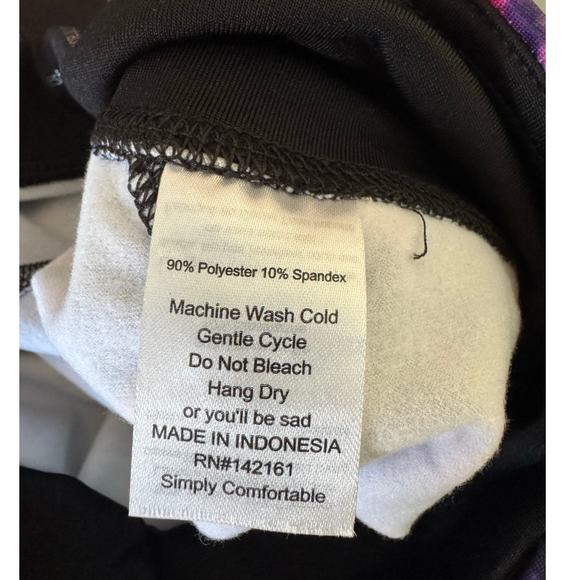 90% Polyester 10% Spandex
Machine Wash Cold
Gentle Cycle
Do Not Bleach
Hang Dry
or you'll be sad
MADE IN INDONESIA
RN#142161
Simply Comfortable